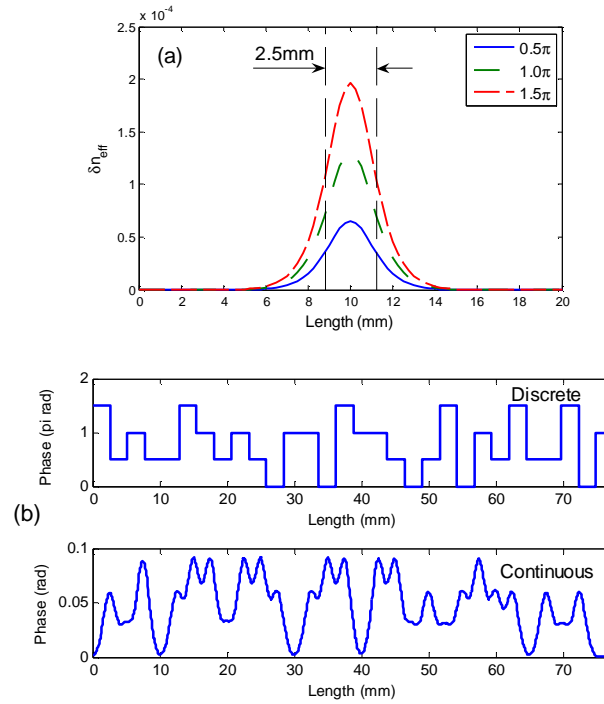 x 10⁻⁴
(a)
2.5mm
0.5π
1.0π
1.5π
2.5
2
1.5
1
0.5
0
δn_eff
0 2 4 6 8 10 12 14 16 18 20
Length (mm)
(b)
Discrete
2
1
0
Phase (pi rad)
0 10 20 30 40 50 60 70
Length (mm)
Continuous
0.1
0.05
0
Phase (rad)
0 10 20 30 40 50 60 70
Length (mm)